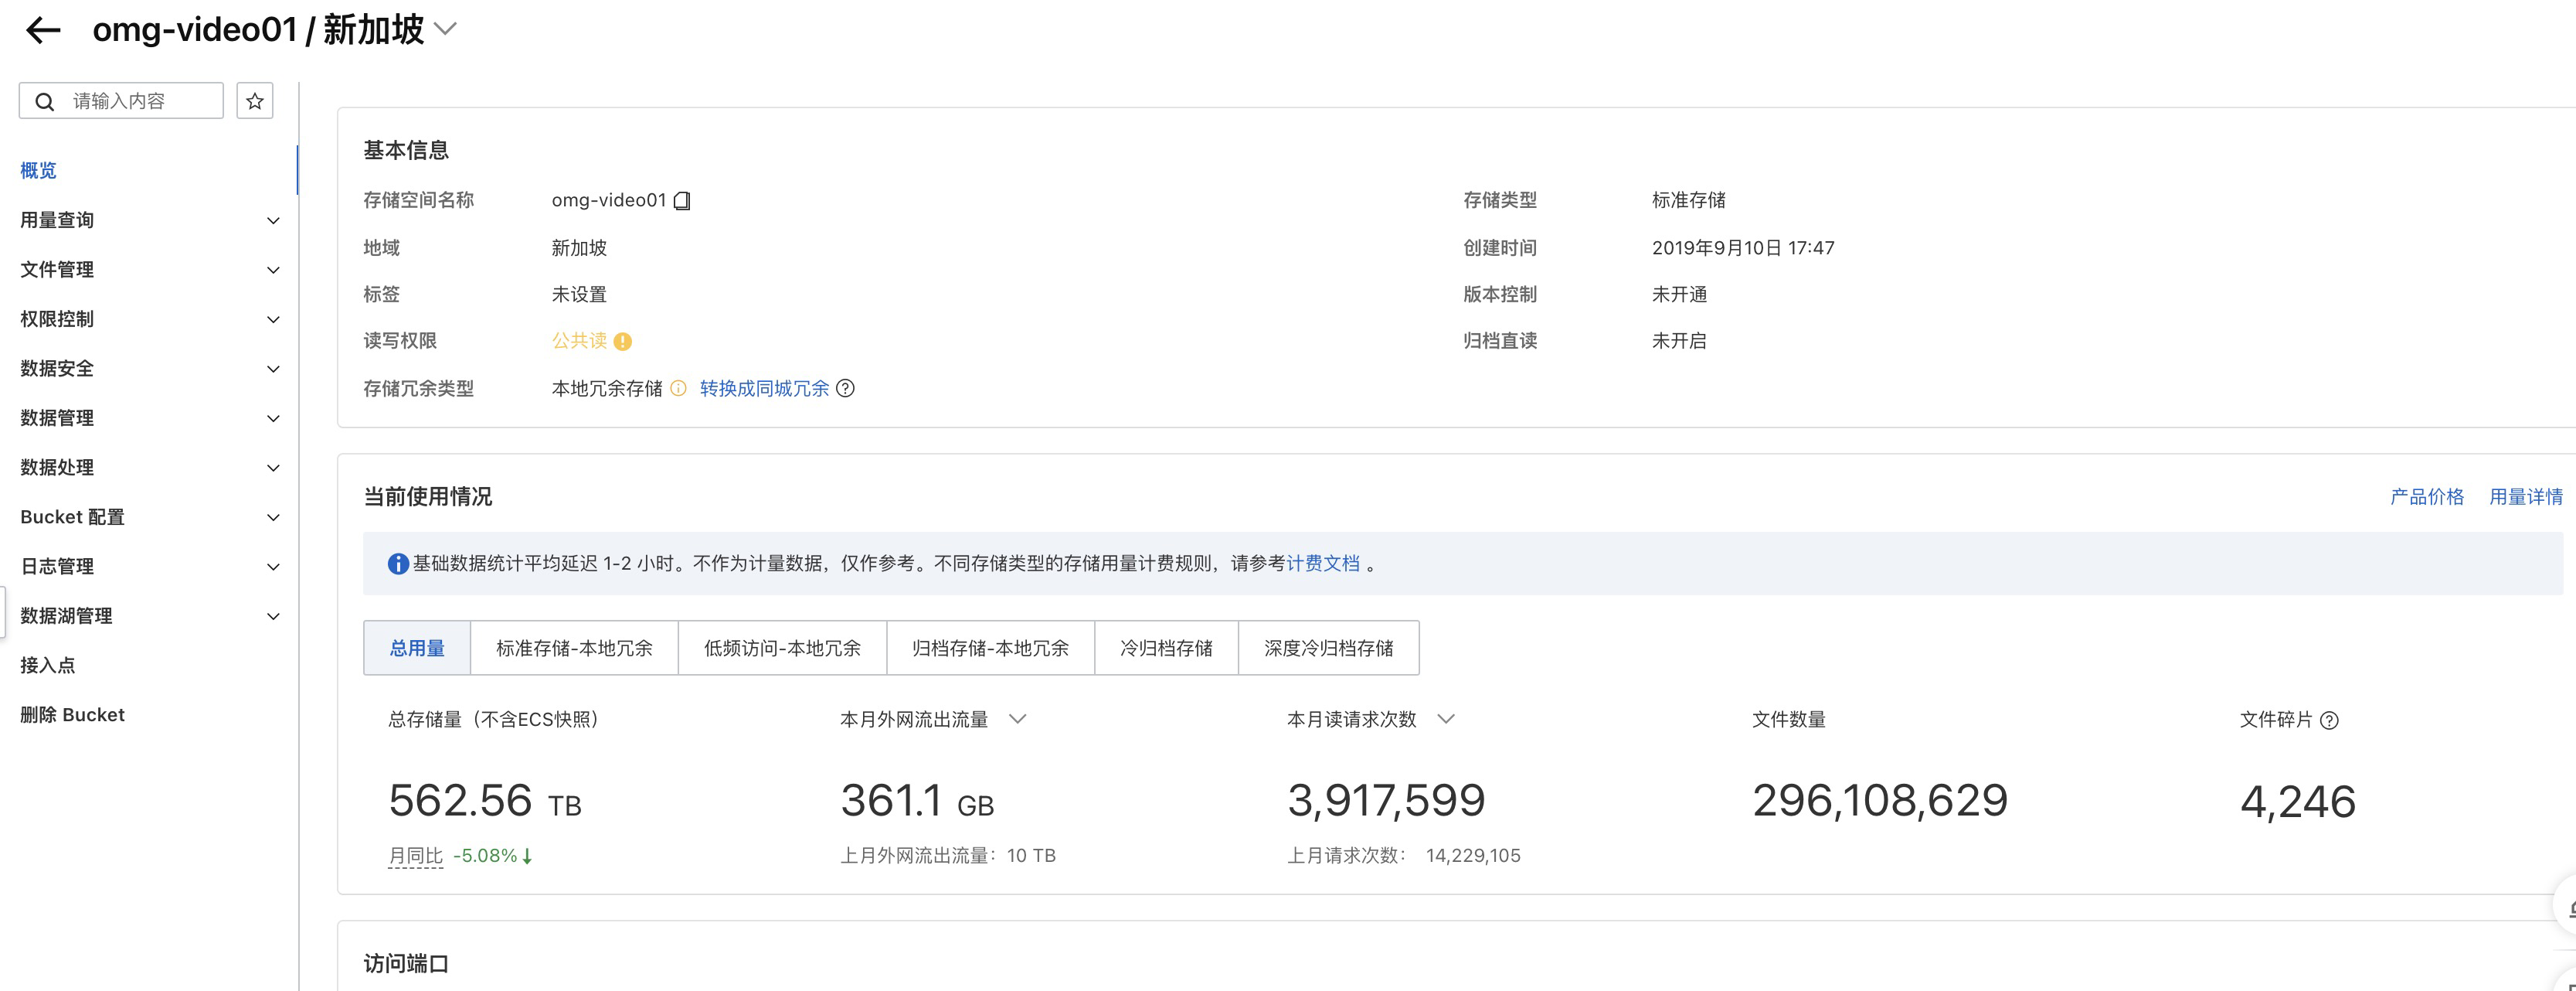 omg-video01 / 新加坡
请输入内容
概览
用量查询
文件管理
权限控制
数据安全
数据管理
数据处理
Bucket 配置
日志管理
数据湖管理
接入点
删除 Bucket
基本信息
存储空间名称 omg-video01
存储类型 标准存储
地域 新加坡
创建时间 2019年9月10日 17:47
标签 未设置
版本控制 未开通
读写权限 公共读
归档直读 未开启
存储冗余类型 本地冗余存储 转换成同城冗余
当前使用情况
产品价格 用量详情
基础数据统计平均延迟 1-2 小时。不作为计量数据，仅作参考。不同存储类型的存储用量计费规则，请参考计费文档 。
总用量 标准存储-本地冗余 低频访问-本地冗余 归档存储-本地冗余 冷归档存储 深度冷归档存储
总存储量（不含ECS快照） 本月外网流出流量 本月读请求次数 文件数量 文件碎片
562.56 TB 361.1 GB 3,917,599 296,108,629 4,246
月同比 -5.08% 上月外网流出流量： 10 TB 上月请求次数： 14,229,105
访问端口